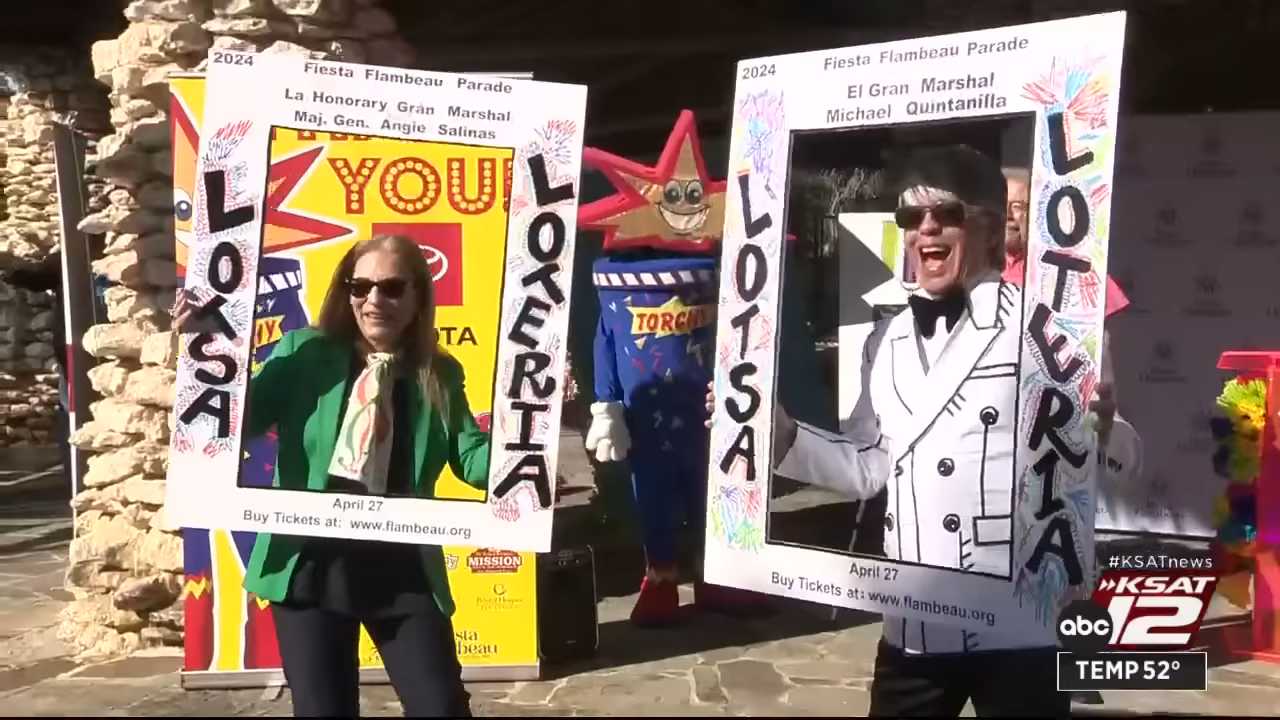 2024
Fiesta Flambeau Parade
La Honorary Gran Marshal
Maj. Gen. Angie Salinas
LOTSA
LOTERIA
YOU!
April 27
Buy Tickets at: www.flambeau.org
MISSION
TORCHY
2024
Fiesta Flambeau Parade
El Gran Marshal
Michael Quintanilla
LOTSA
LOTERIA
April 27
Buy Tickets at: www.flambeau.org
#KSATnews
KSAT
abc 12
TEMP 52°